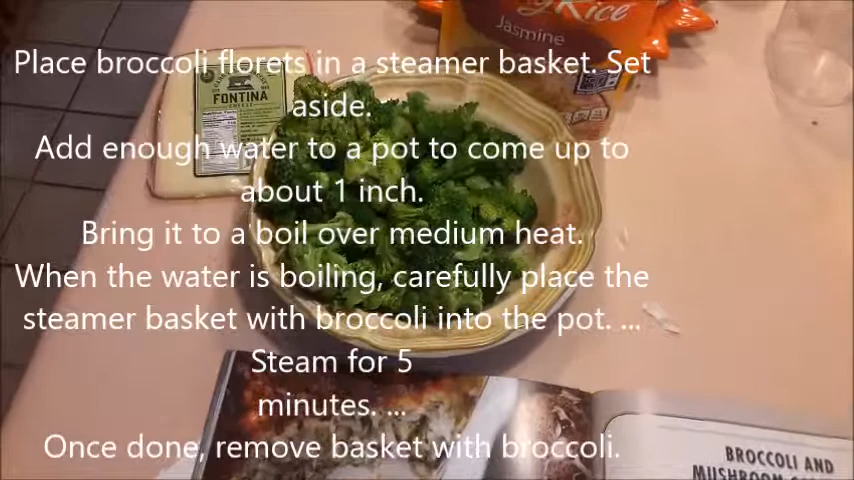 Rice
Jasmine
Place broccoli florets in a steamer basket. Set
aside.
FONTINA
Add enough water to a pot to come up to
about 1 inch.
Bring it to a boil over medium heat.
When the water is boiling, carefully place the
steamer basket with broccoli into the pot. ...
Steam for 5
minutes. ...
Once done, remove basket with broccoli.
BROCCOLI AND
MUSHROOM